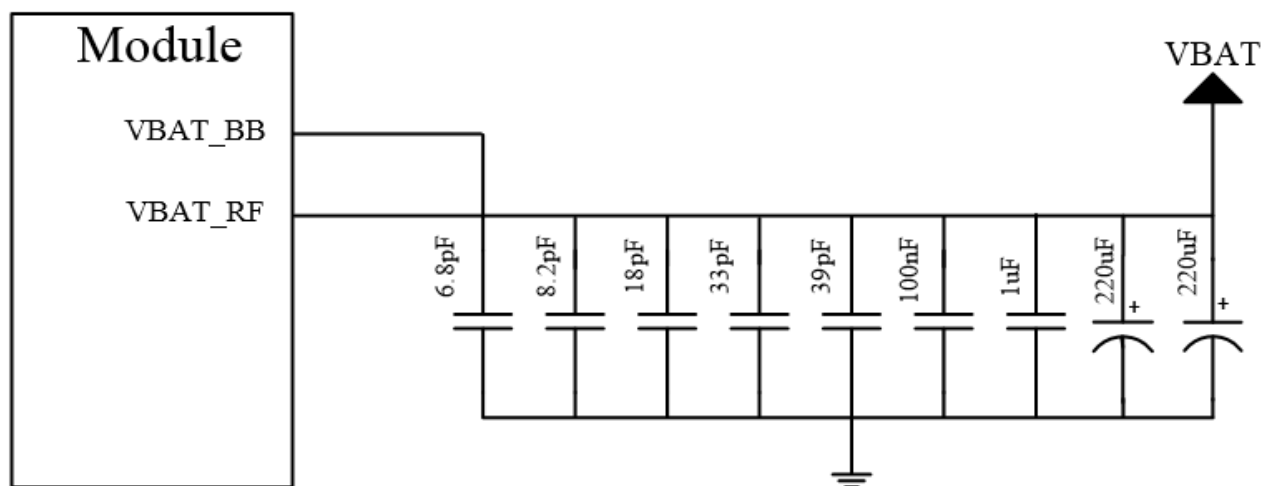 Module
VBAT
VBAT_BB
VBAT_RF
6.8pF
8.2pF
18pF
33pF
39pF
100nF
1uF
220uF
+
220uF
+